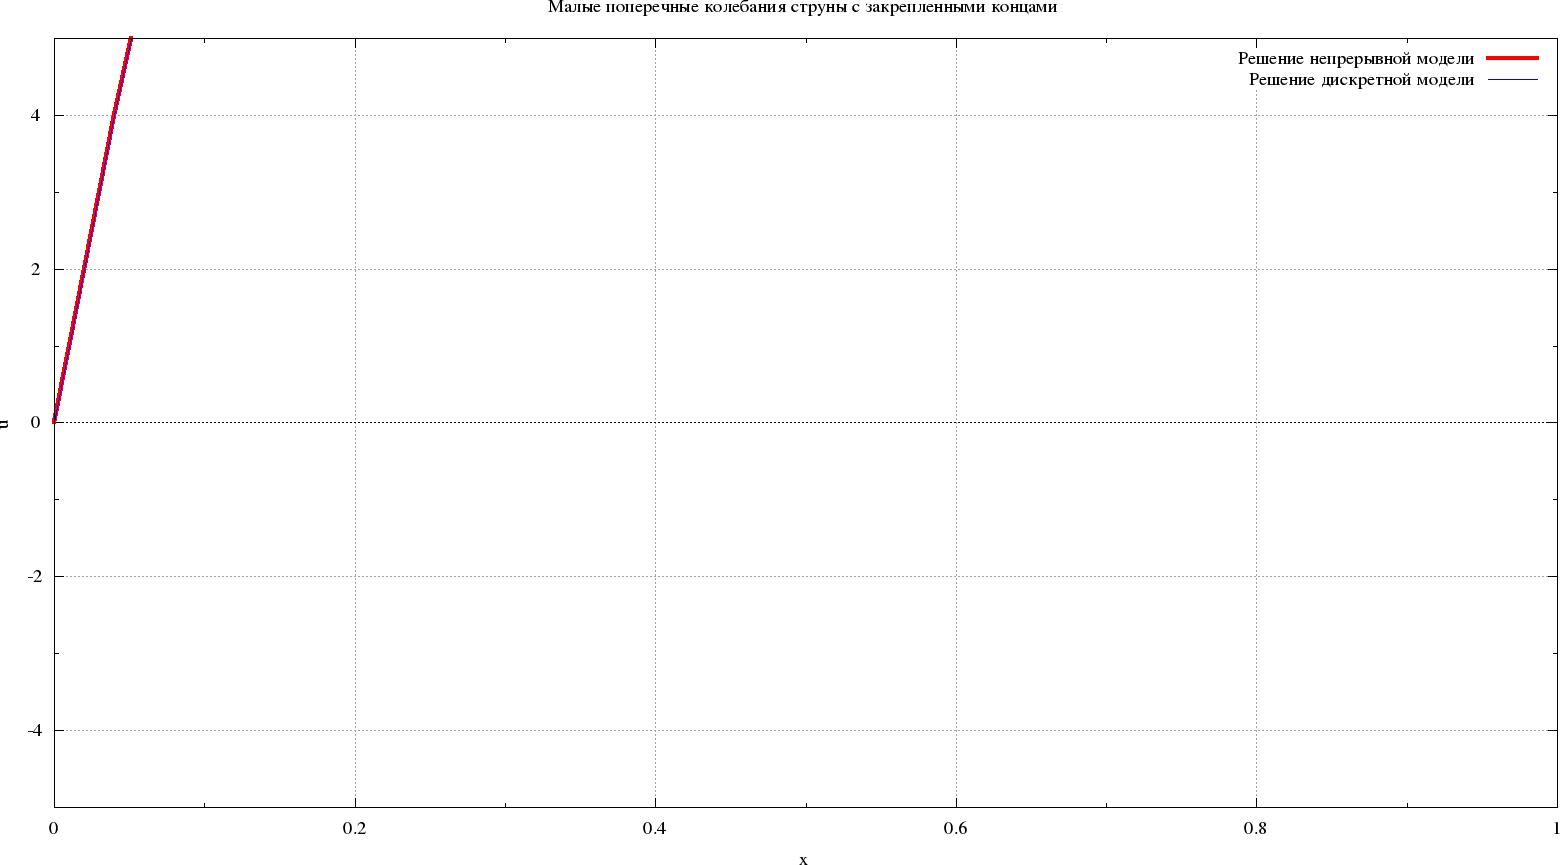 Малые поперечные колебания струны с закрепленными концами
Решение непрерывной модели
Решение дискретной модели
4
2
0
-2
-4
u
0 0.2 0.4 0.6 0.8 1
x